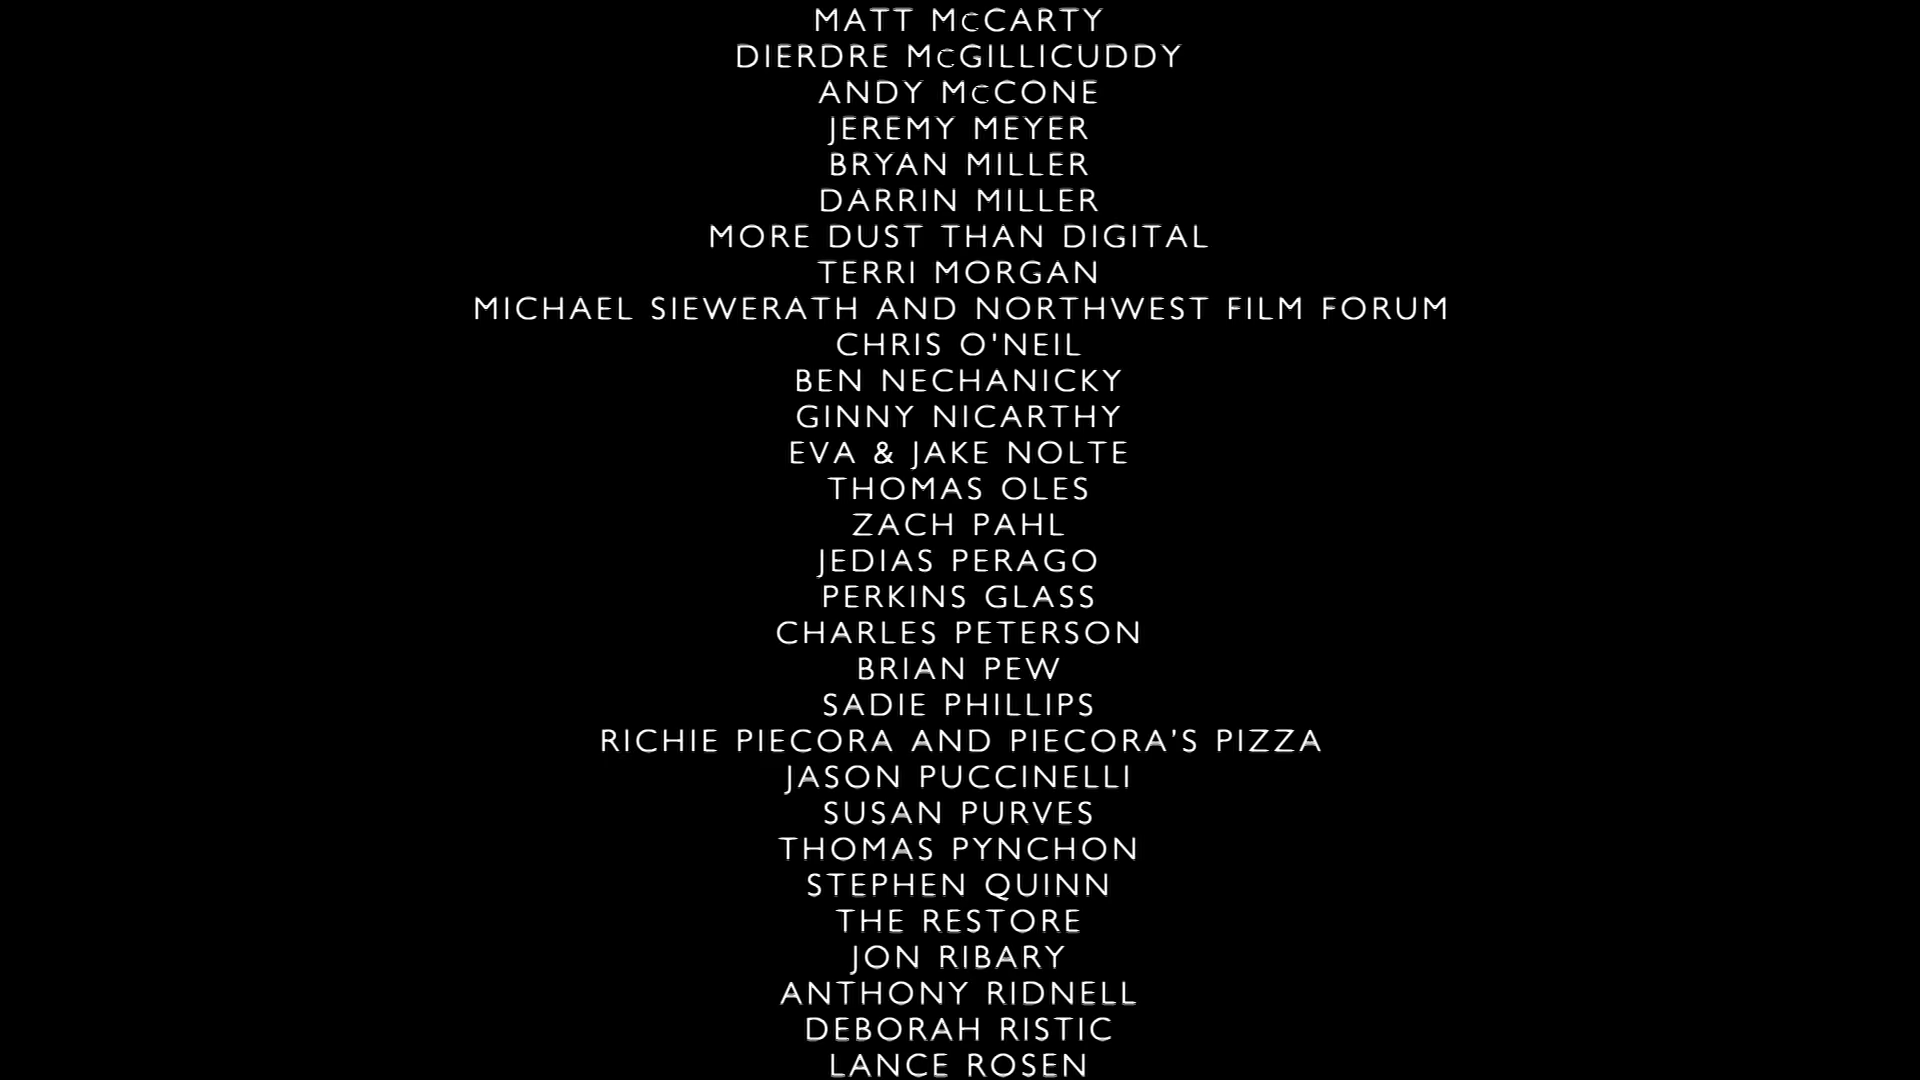 MATT McCARTY
DIERDRE McGILLICUDDY
ANDY McCONE
JEREMY MEYER
BRYAN MILLER
DARRIN MILLER
MORE DUST THAN DIGITAL
TERRI MORGAN
MICHAEL SIEWERATH AND NORTHWEST FILM FORUM
CHRIS O'NEIL
BEN NECHANICKY
GINNY NICARTHY
EVA & JAKE NOLTE
THOMAS OLES
ZACH PAHL
JEDIAS PERAGO
PERKINS GLASS
CHARLES PETERSON
BRIAN PEW
SADIE PHILLIPS
RICHIE PIECORA AND PIECORA'S PIZZA
JASON PUCCINELLI
SUSAN PURVES
THOMAS PYNCHON
STEPHEN QUINN
THE RESTORE
JON RIBARY
ANTHONY RIDNELL
DEBORAH RISTIC
LANCE ROSEN